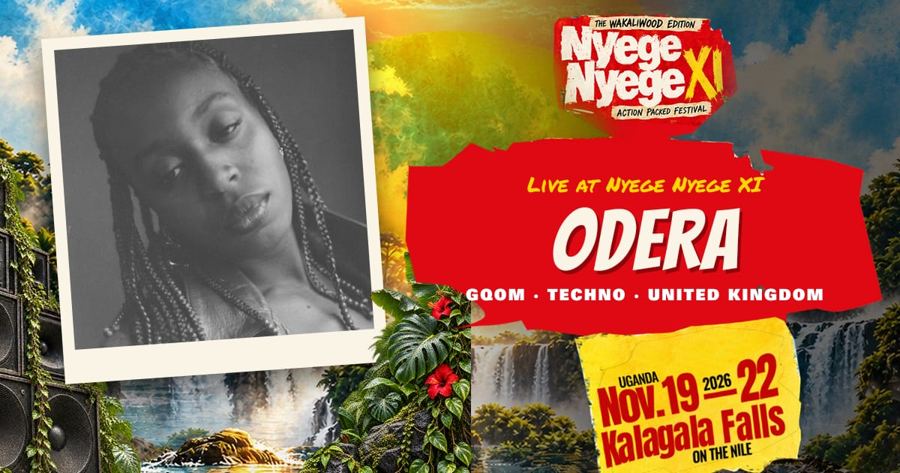 THE WAKALIWOOD EDITION
Nyege
Nyege XI
ACTION PACKED FESTIVAL
LIVE AT NYEGE NYEGE XI
ODERA
GQOM · TECHNO · UNITED KINGDOM
UGANDA
NOV. 19 2026 — 22
Kalagala Falls
ON THE NILE